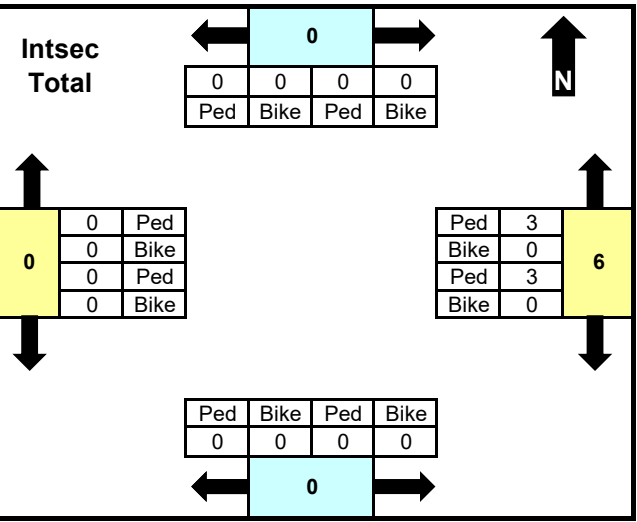 Intsec
Total
0
N
0 0 0 0
Ped Bike Ped Bike
0
0 Ped
0 Bike
0 Ped
0 Bike
Ped 3
Bike 0
Ped 3
Bike 0
6
Ped Bike Ped Bike
0 0 0 0
0